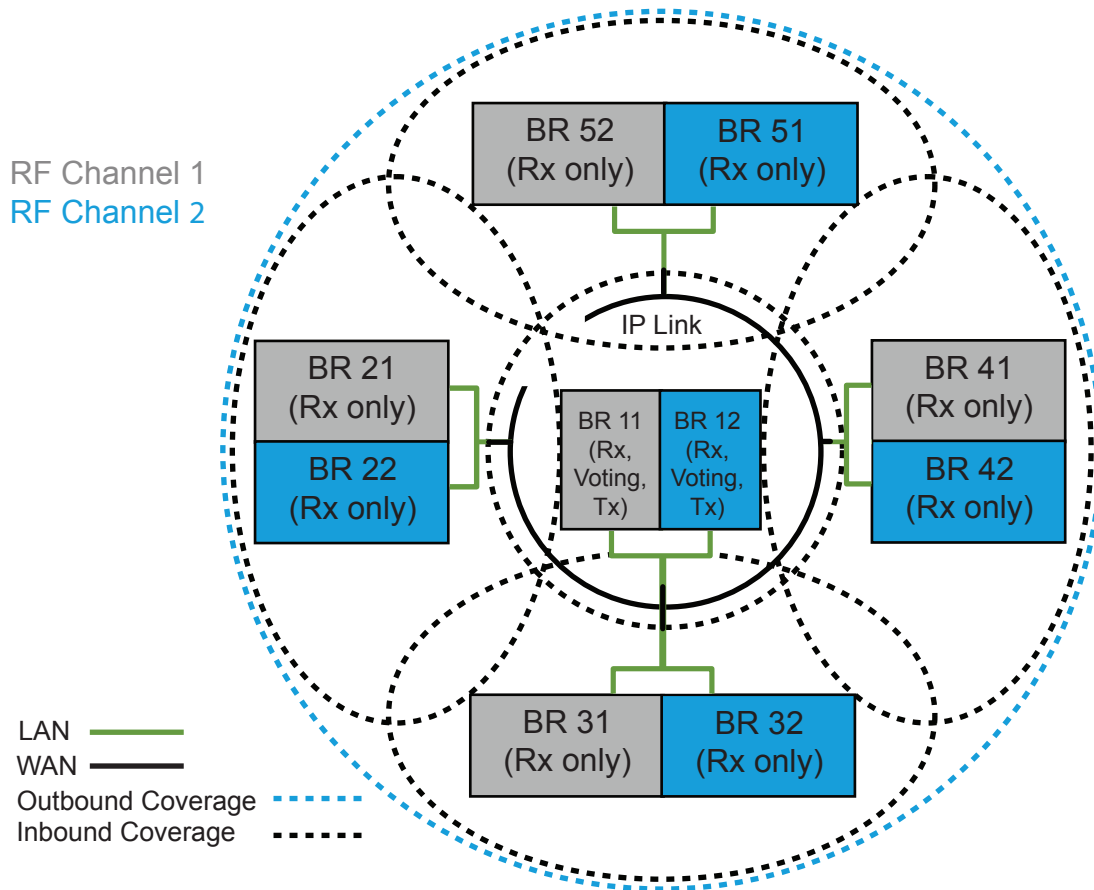 BR 52
(Rx only)
BR 51
(Rx only)
RF Channel 1
RF Channel 2
IP Link
BR 21
(Rx only)
BR 22
(Rx only)
BR 11
(Rx,
Voting,
Tx)
BR 12
(Rx,
Voting,
Tx)
BR 41
(Rx only)
BR 42
(Rx only)
BR 31
(Rx only)
BR 32
(Rx only)
LAN
WAN
Outbound Coverage
Inbound Coverage